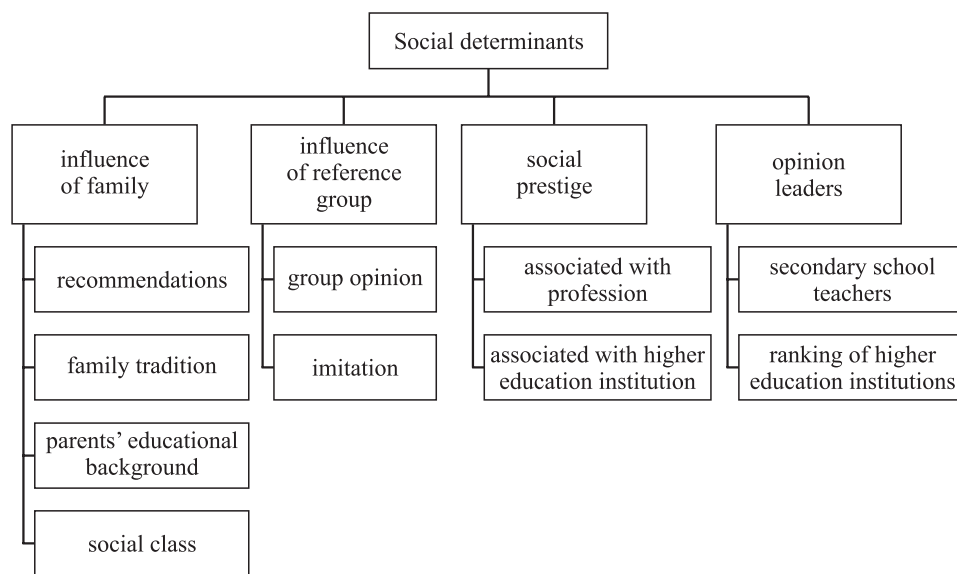 Social determinants
influence
of family
recommendations
family tradition
parents’ educational
background
social class
influence
of reference
group
group opinion
imitation
social
prestige
associated with
profession
associated with higher
education institution
opinion
leaders
secondary school
teachers
ranking of higher
education institutions